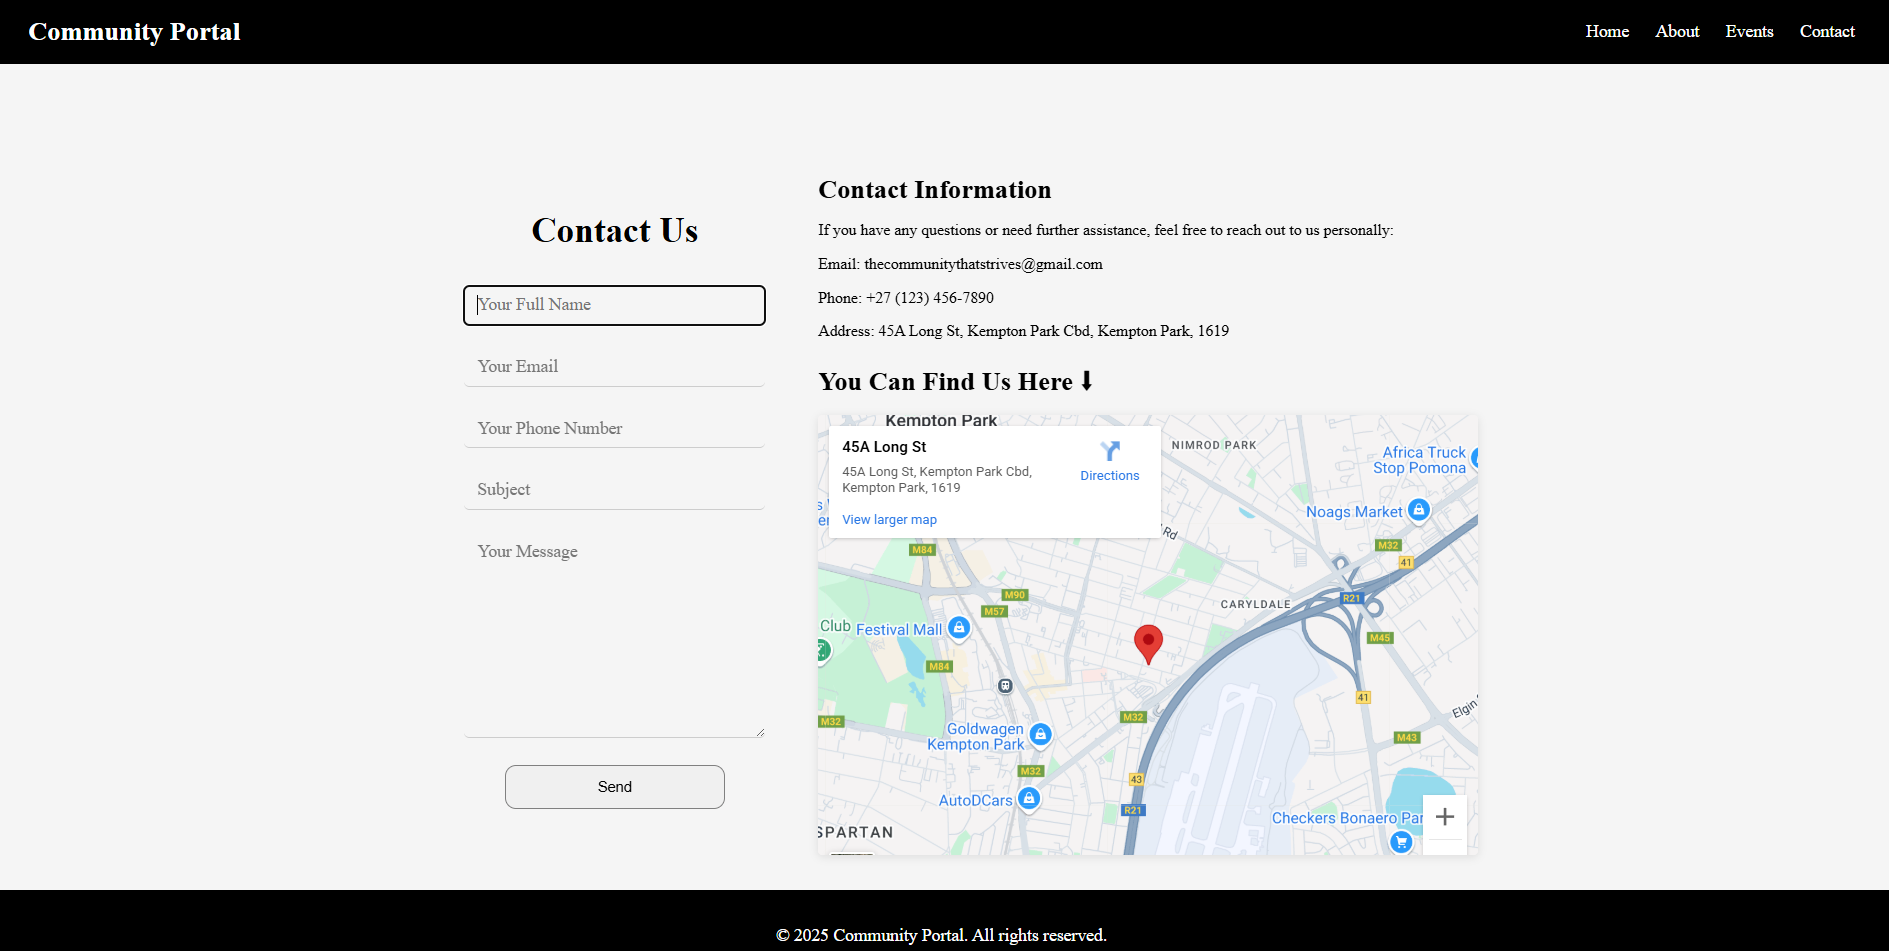 Community Portal
Home
About
Events
Contact
Contact Us
Your Full Name
Your Email
Your Phone Number
Subject
Your Message
Send
Contact Information
If you have any questions or need further assistance, feel free to reach out to us personally:
Email: thecommunitythatstrives@gmail.com
Phone: +27 (123) 456-7890
Address: 45A Long St, Kempton Park Cbd, Kempton Park, 1619
You Can Find Us Here ⬇
Kempton Park
45A Long St
45A Long St, Kempton Park Cbd,
Kempton Park, 1619
Directions
View larger map
NIMROD PARK
Africa Truck
Stop Pomona
Noags Market
Rd
M84
M32
41
M90
M57
CARYLDALE
R21
Club
Festival Mall
M45
M84
41
Elgin
M32
M32
Goldwagen
Kempton Park
M43
M32
43
AutoDCars
R21
Checkers Bonaero Par
SPARTAN
© 2025 Community Portal. All rights reserved.